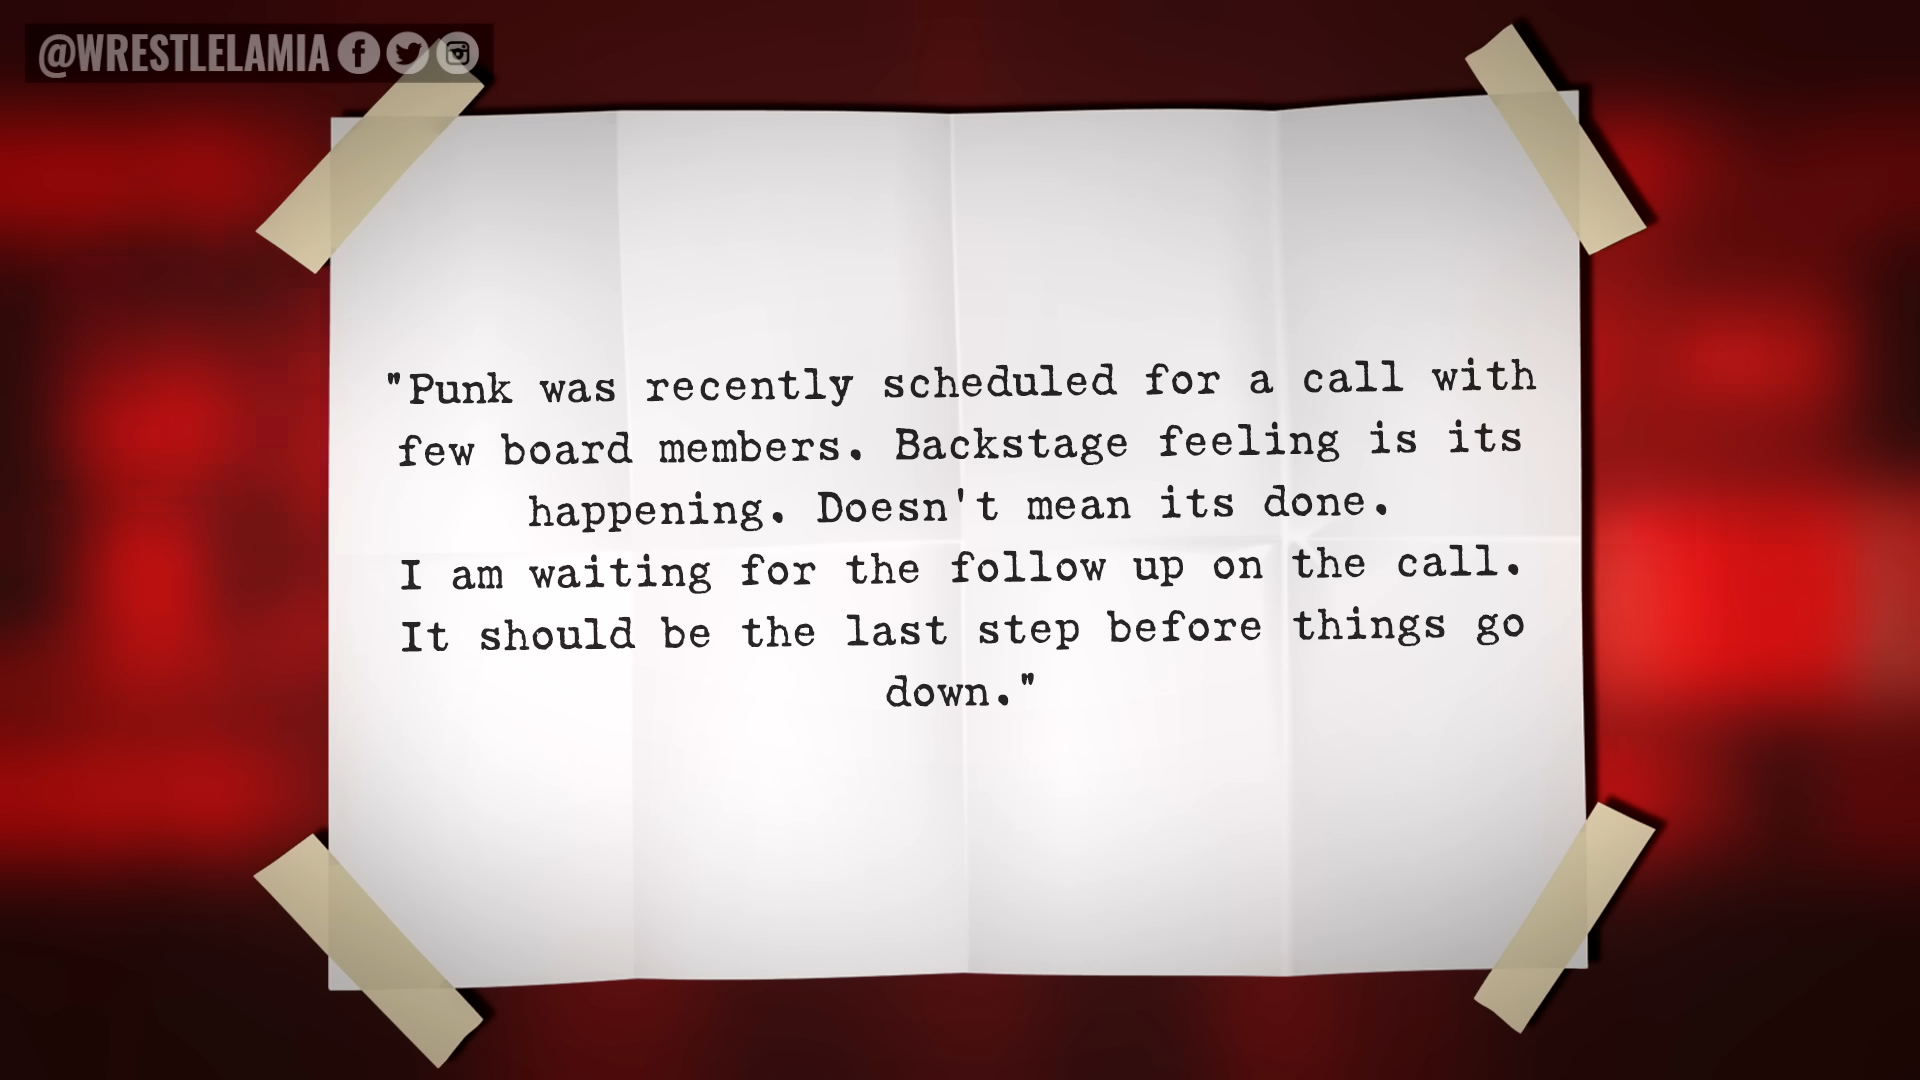 @WRESTLELAMIA
"Punk was recently scheduled for a call with
few board members. Backstage feeling is its
happening. Doesn't mean its done.
I am waiting for the follow up on the call.
It should be the last step before things go
down."